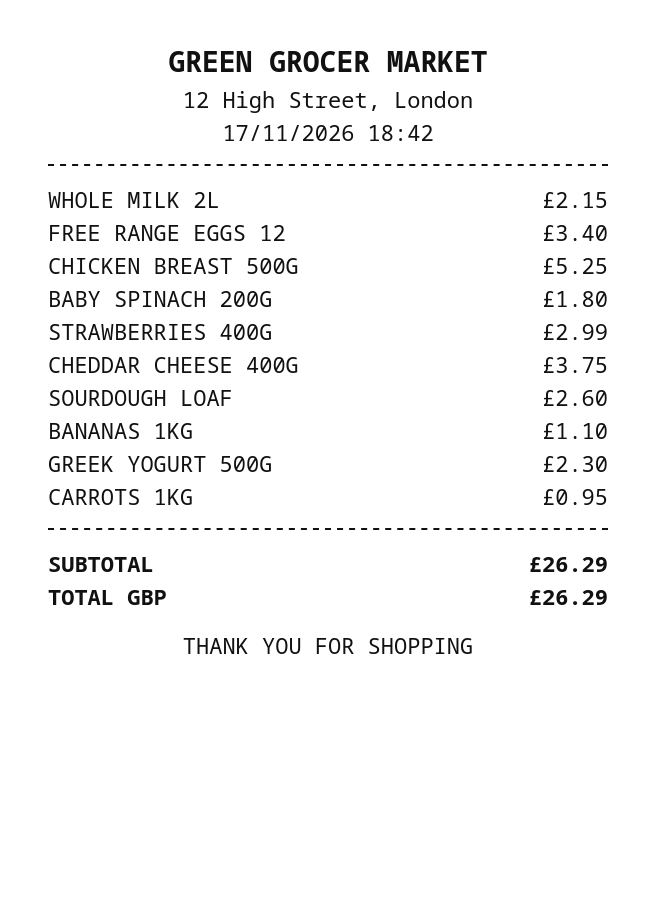 GREEN GROCER MARKET
12 High Street, London
17/11/2026 18:42
WHOLE MILK 2L £2.15
FREE RANGE EGGS 12 £3.40
CHICKEN BREAST 500G £5.25
BABY SPINACH 200G £1.80
STRAWBERRIES 400G £2.99
CHEDDAR CHEESE 400G £3.75
SOURDOUGH LOAF £2.60
BANANAS 1KG £1.10
GREEK YOGURT 500G £2.30
CARROTS 1KG £0.95
SUBTOTAL £26.29
TOTAL GBP £26.29
THANK YOU FOR SHOPPING